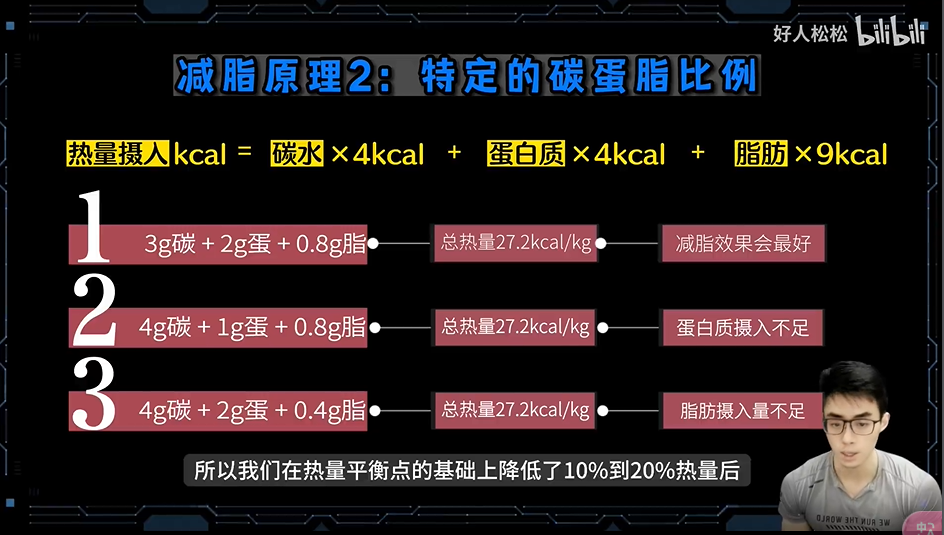 好人松松 bilibili
减脂原理2：特定的碳蛋脂比例
热量摄入kcal = 碳水×4kcal + 蛋白质×4kcal + 脂肪×9kcal
1 3g碳 + 2g蛋 + 0.8g脂 总热量27.2kcal/kg 减脂效果会最好
2 4g碳 + 1g蛋 + 0.8g脂 总热量27.2kcal/kg 蛋白质摄入不足
3 4g碳 + 2g蛋 + 0.4g脂 总热量27.2kcal/kg 脂肪摄入量不足
所以我们在热量平衡点的基础上降低了10%到20%热量后
WE RUN THE WORLD